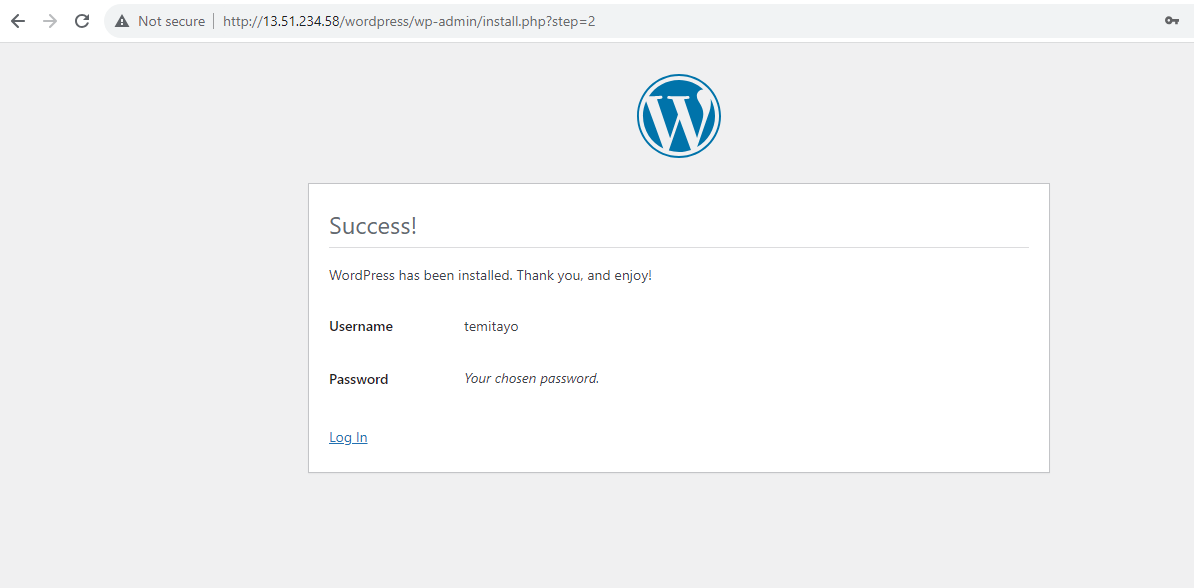 Not secure | http://13.51.234.58/wordpress/wp-admin/install.php?step=2
W
Success!
WordPress has been installed. Thank you, and enjoy!
Username temitayo
Password Your chosen password.
Log In